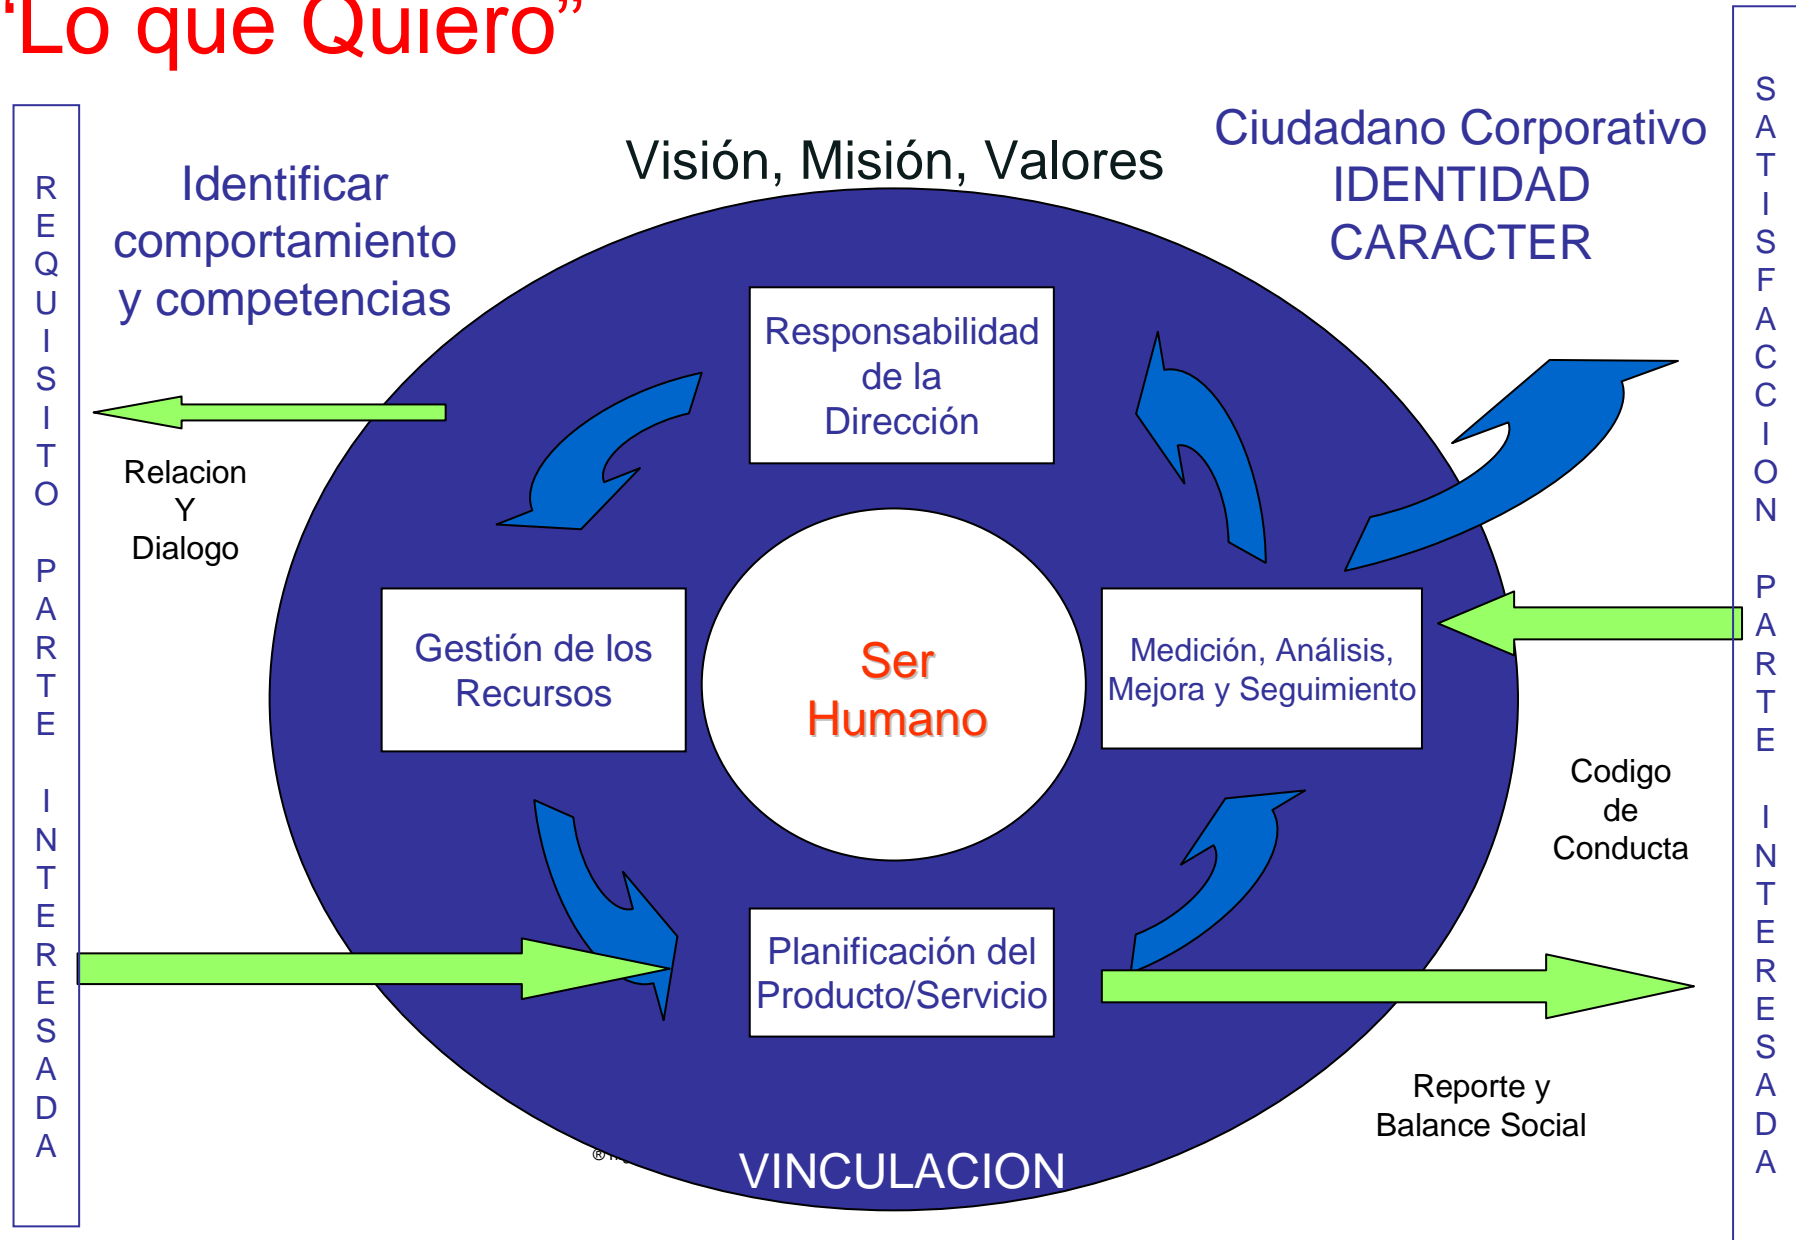 “Lo que Quiero”
REQUISITO PARTE INTERESADA
Identificar
comportamiento
y competencias
Visión, Misión, Valores
Ciudadano Corporativo
IDENTIDAD
CARACTER
SATISFACCION PARTE INTERESADA
Responsabilidad
de la
Dirección
Relacion
Y
Dialogo
Gestión de los
Recursos
Ser
Humano
Medición, Análisis,
Mejora y Seguimiento
Codigo
de
Conducta
Planificación del
Producto/Servicio
Reporte y
Balance Social
VINCULACION